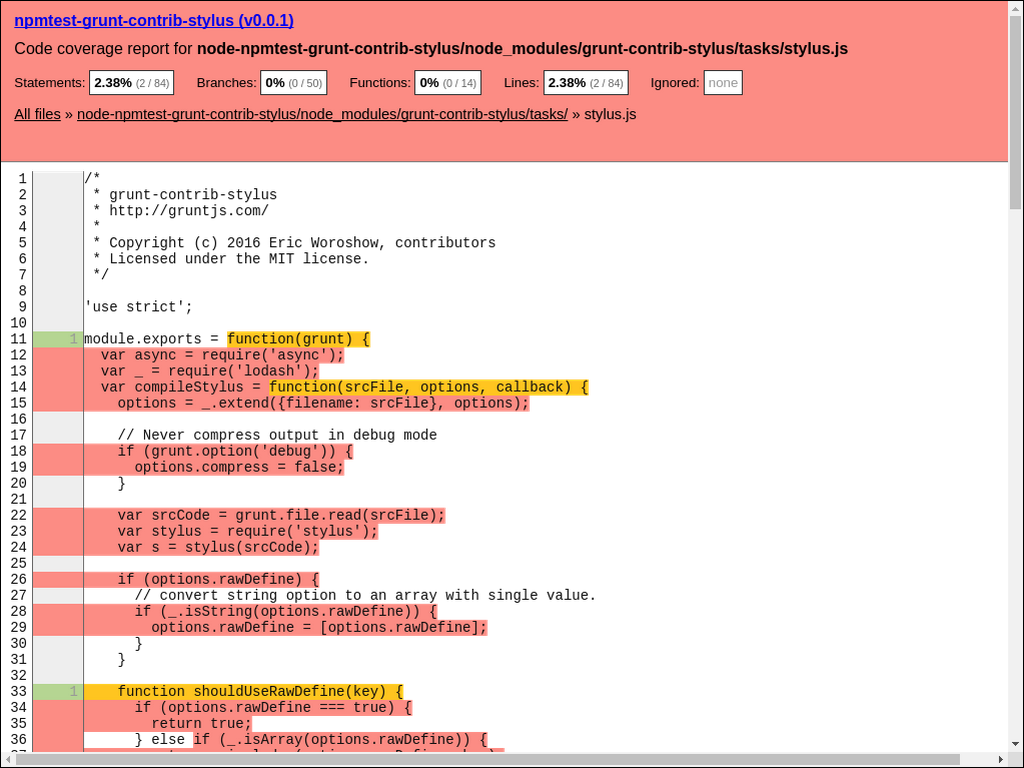 npmtest-grunt-contrib-stylus (v0.0.1)
Code coverage report for node-npmtest-grunt-contrib-stylus/node_modules/grunt-contrib-stylus/tasks/stylus.js
Statements: 2.38% (2 / 84) Branches: 0% (0 / 50) Functions: 0% (0 / 14) Lines: 2.38% (2 / 84) Ignored: none
All files » node-npmtest-grunt-contrib-stylus/node_modules/grunt-contrib-stylus/tasks/ » stylus.js
1 /*
2  * grunt-contrib-stylus
3  * http://gruntjs.com/
4  *
5  * Copyright (c) 2016 Eric Woroshow, contributors
6  * Licensed under the MIT license.
7  */
8
9 'use strict';
10
11 1 module.exports = function(grunt) {
12   var async = require('async');
13   var _ = require('lodash');
14   var compileStylus = function(srcFile, options, callback) {
15     options = _.extend({filename: srcFile}, options);
16
17     // Never compress output in debug mode
18     if (grunt.option('debug')) {
19       options.compress = false;
20     }
21
22     var srcCode = grunt.file.read(srcFile);
23     var stylus = require('stylus');
24     var s = stylus(srcCode);
25
26     if (options.rawDefine) {
27       // convert string option to an array with single value.
28       if (_.isString(options.rawDefine)) {
29         options.rawDefine = [options.rawDefine];
30       }
31     }
32
33 1     function shouldUseRawDefine(key) {
34       if (options.rawDefine === true) {
35         return true;
36       } else if (_.isArray(options.rawDefine)) {